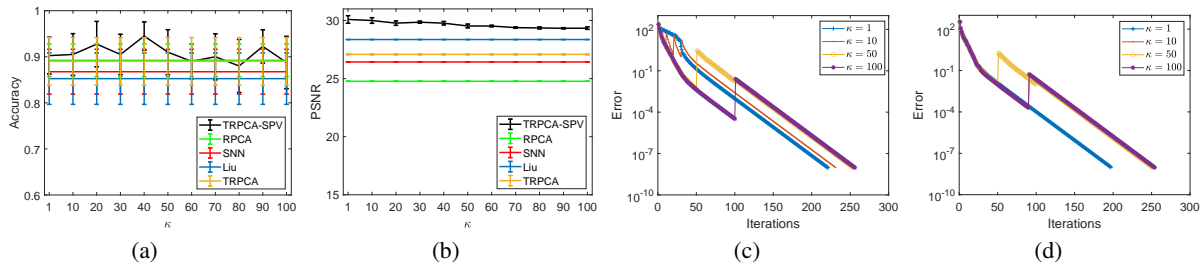 1
0.9
0.8
0.7
0.6
Accuracy
TRPCA-SPV
RPCA
SNN
Liu
TRPCA
1 10 20 30 40 50 60 70 80 90 100
κ
(a)
30
25
20
15
PSNR
TRPCA-SPV
RPCA
SNN
Liu
TRPCA
1 10 20 30 40 50 60 70 80 90 100
κ
(b)
10^2
10^-1
10^-4
10^-7
10^-10
Error
κ = 1
κ = 10
κ = 50
κ = 100
0 50 100 150 200 250 300
Iterations
(c)
10^2
10^-1
10^-4
10^-7
10^-10
Error
κ = 1
κ = 10
κ = 50
κ = 100
0 50 100 150 200 250 300
Iterations
(d)